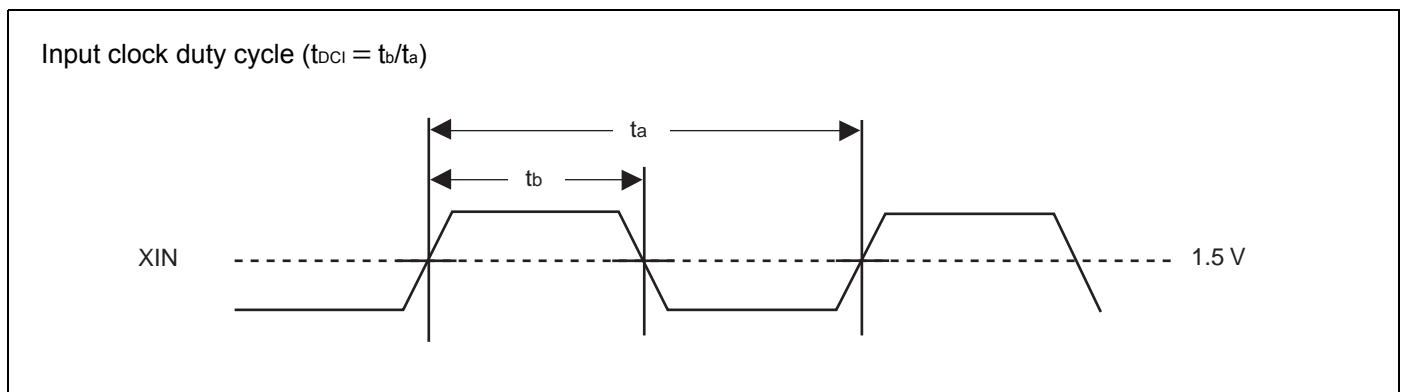 Input clock duty cycle (tDCI = tb/ta)
ta
tb
XIN
1.5 V